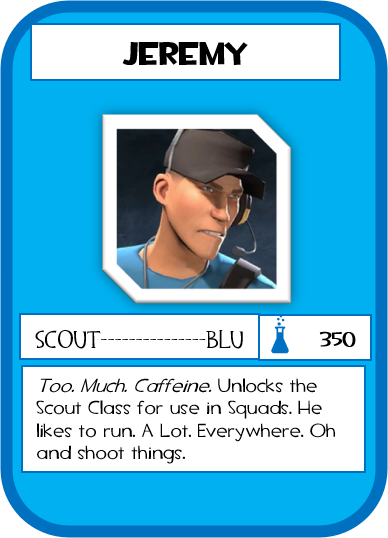 JEREMY
SCOUT---------------BLU
350
Too. Much. Caffeine. Unlocks the
Scout Class for use in Squads. He
likes to run. A Lot. Everywhere. Oh
and shoot things.